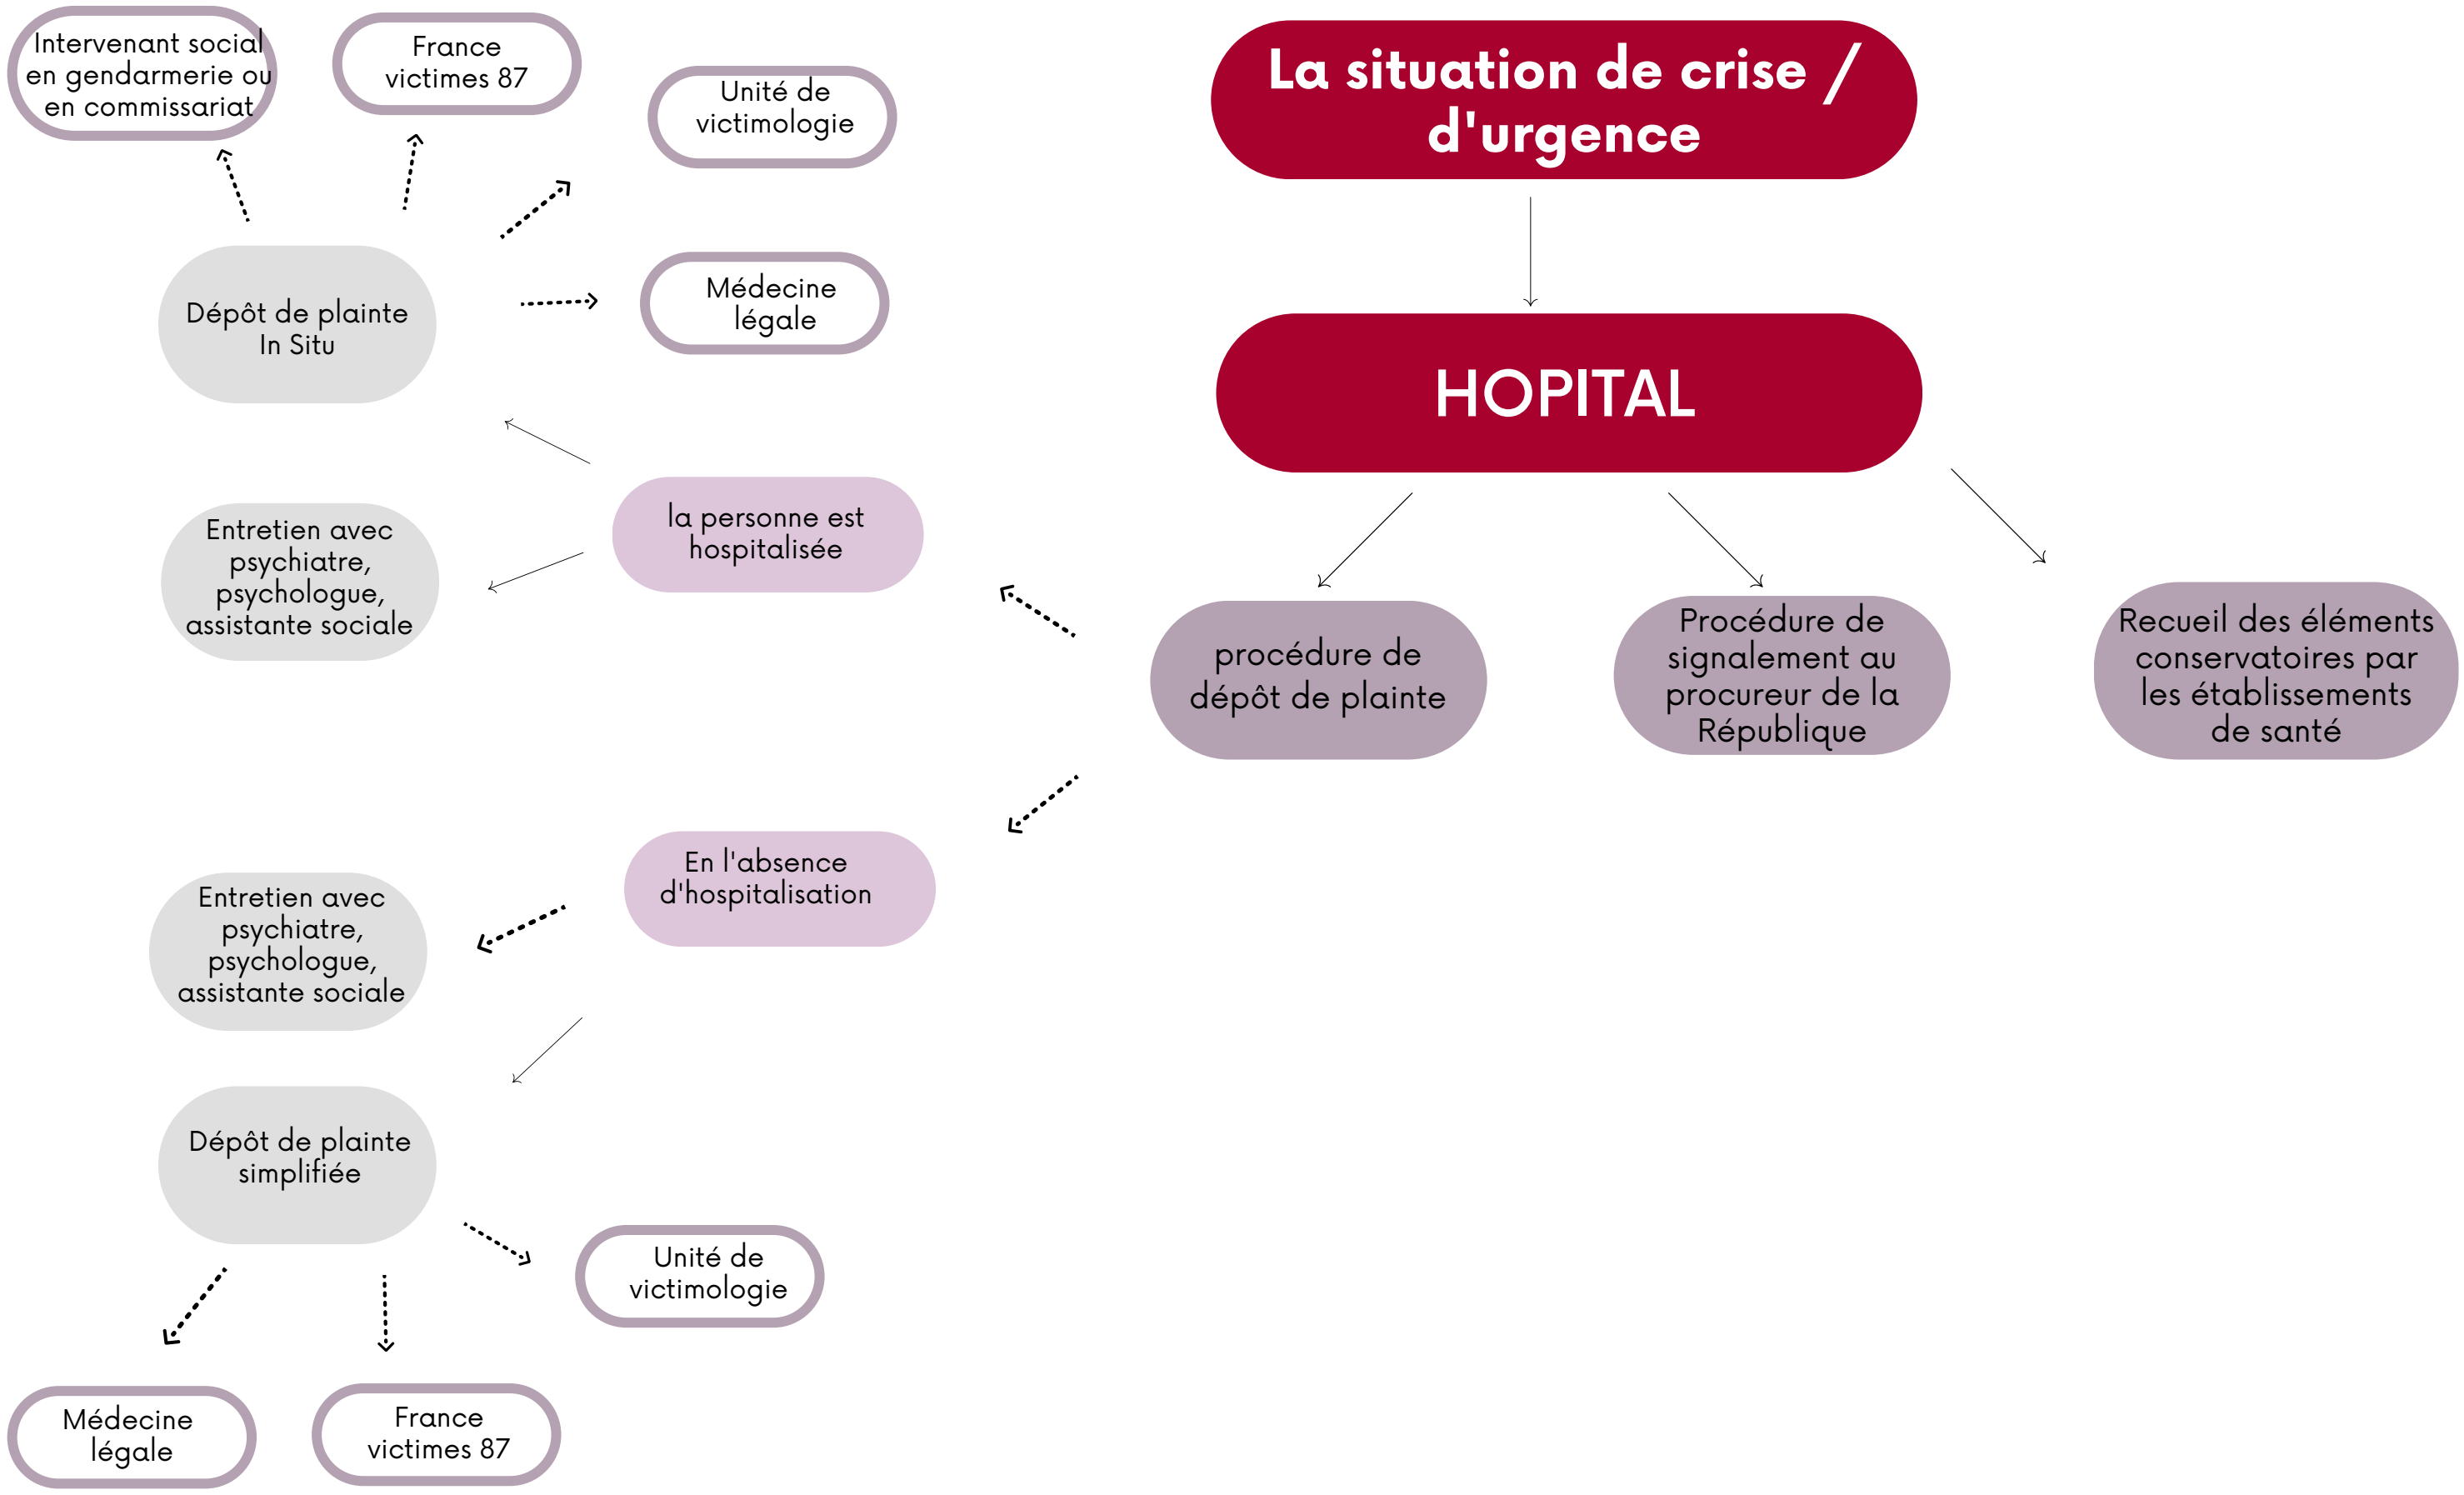 La situation de crise /
d'urgence
HOPITAL
procédure de
dépôt de plainte
Procédure de
signalement au
procureur de la
République
Recueil des éléments
conservatoires par
les établissements
de santé
la personne est
hospitalisée
Dépôt de plainte
In Situ
Intervenant social
en gendarmerie ou
en commissariat
France
victimes 87
Unité de
victimologie
Médecine
légale
Entretien avec
psychiatre,
psychologue,
assistante sociale
En l'absence
d'hospitalisation
Entretien avec
psychiatre,
psychologue,
assistante sociale
Dépôt de plainte
simplifiée
Unité de
victimologie
Médecine
légale
France
victimes 87